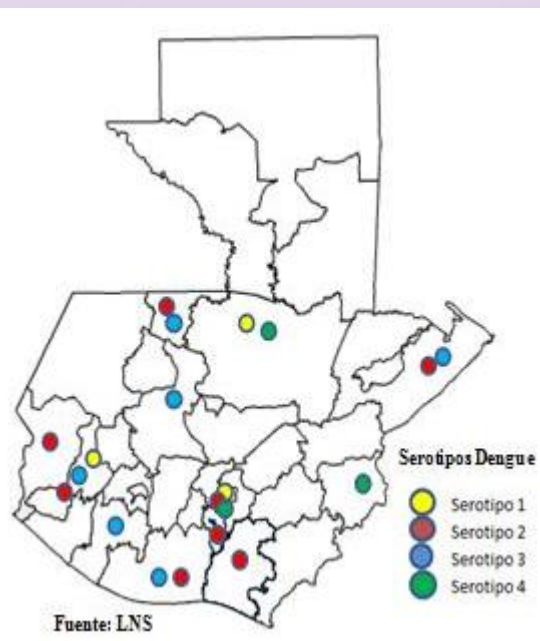 Serotipos Dengue
Serotipo 1
Serotipo 2
Serotipo 3
Serotipo 4
Fuente: LNS